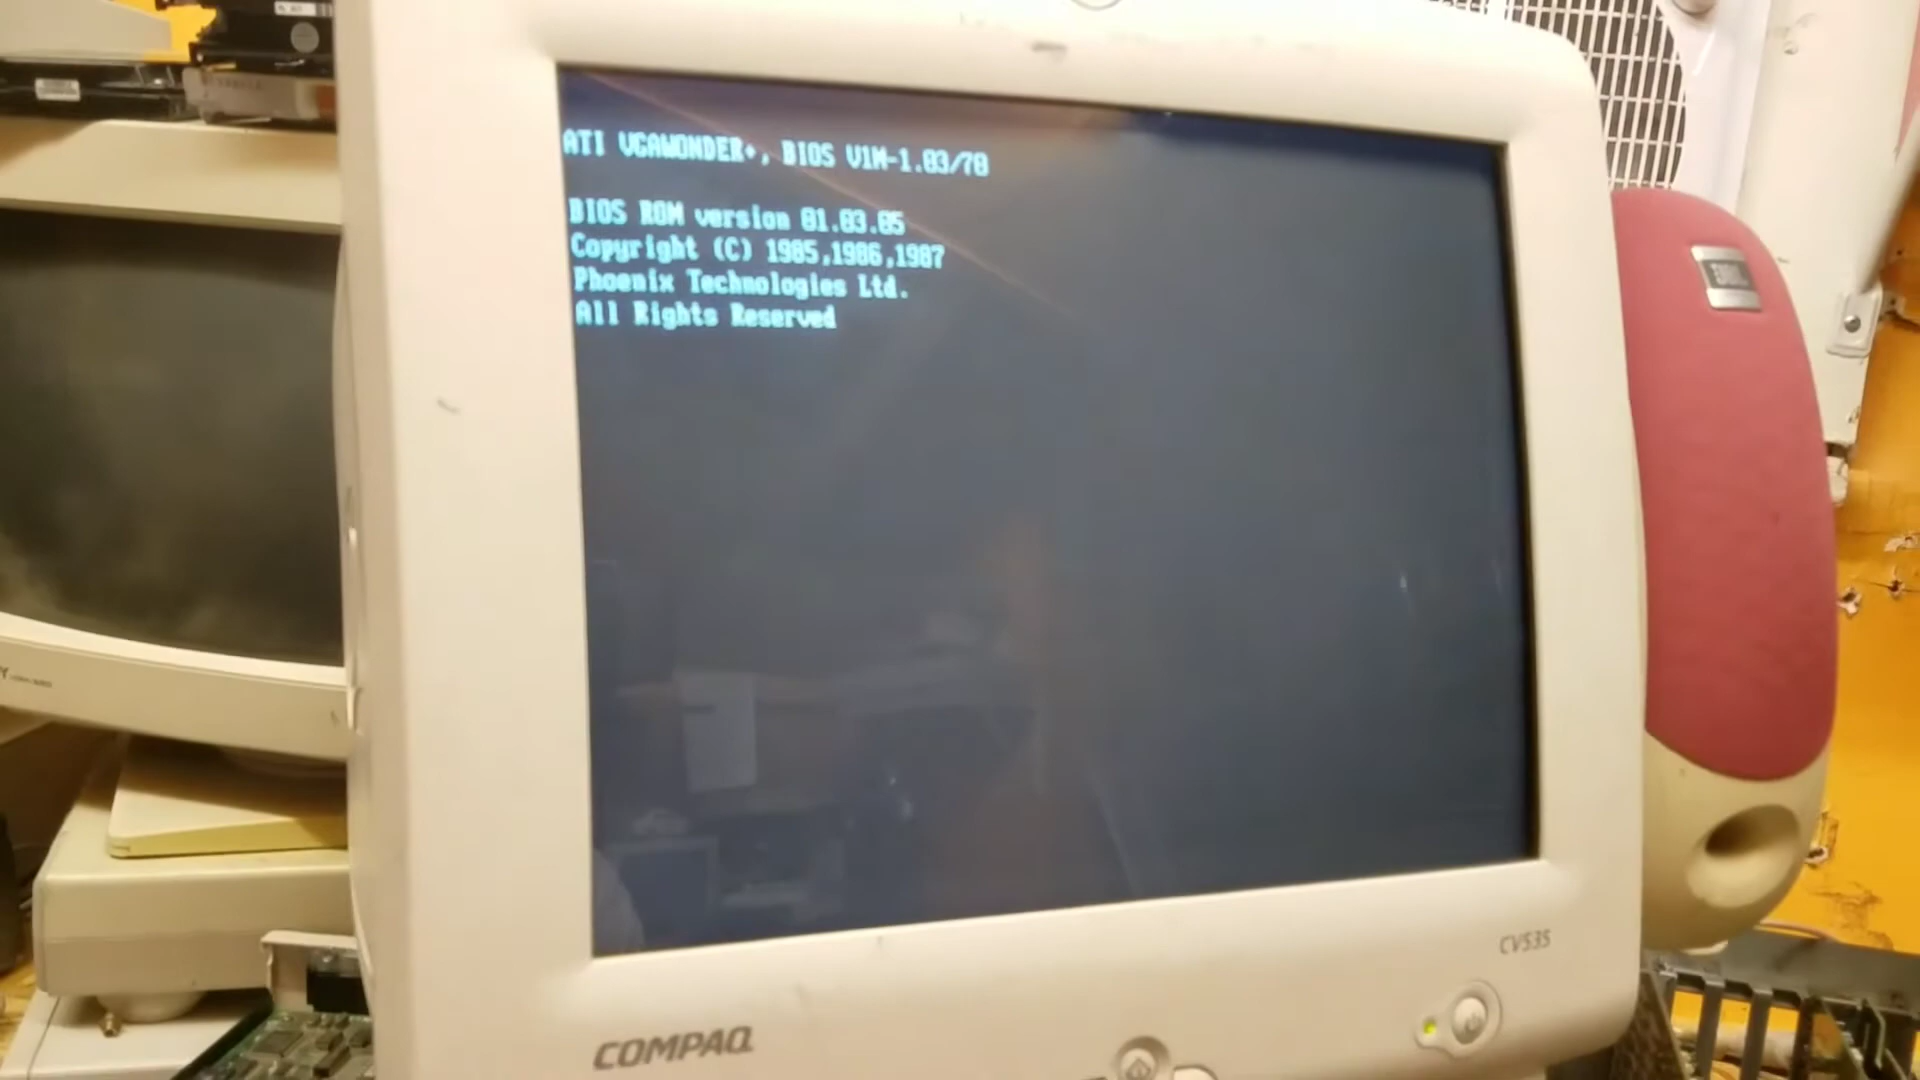 ATI VGAWONDER+, BIOS V1M-1.03/70
BIOS ROM version 01.03.05
Copyright (C) 1985,1986,1987
Phoenix Technologies Ltd.
All Rights Reserved
CV535
COMPAQ